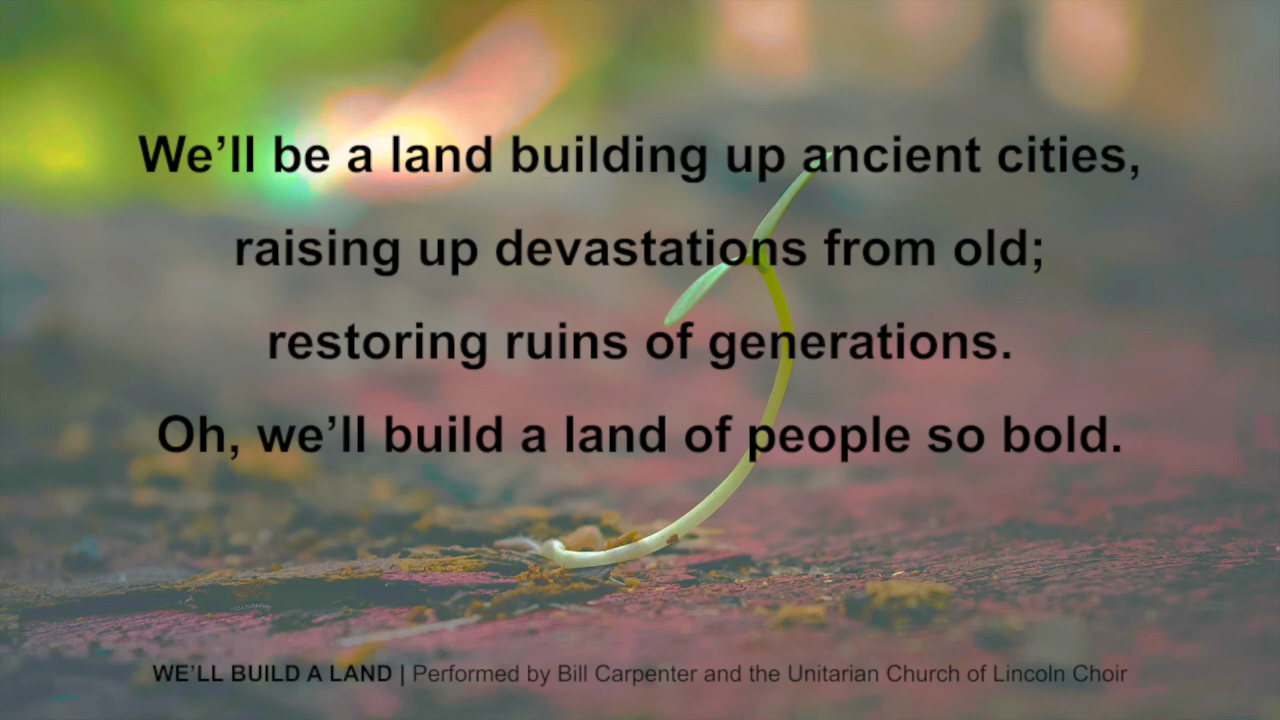 We’ll be a land building up ancient cities,
raising up devastations from old;
restoring ruins of generations.
Oh, we’ll build a land of people so bold.
WE’LL BUILD A LAND | Performed by Bill Carpenter and the Unitarian Church of Lincoln Choir